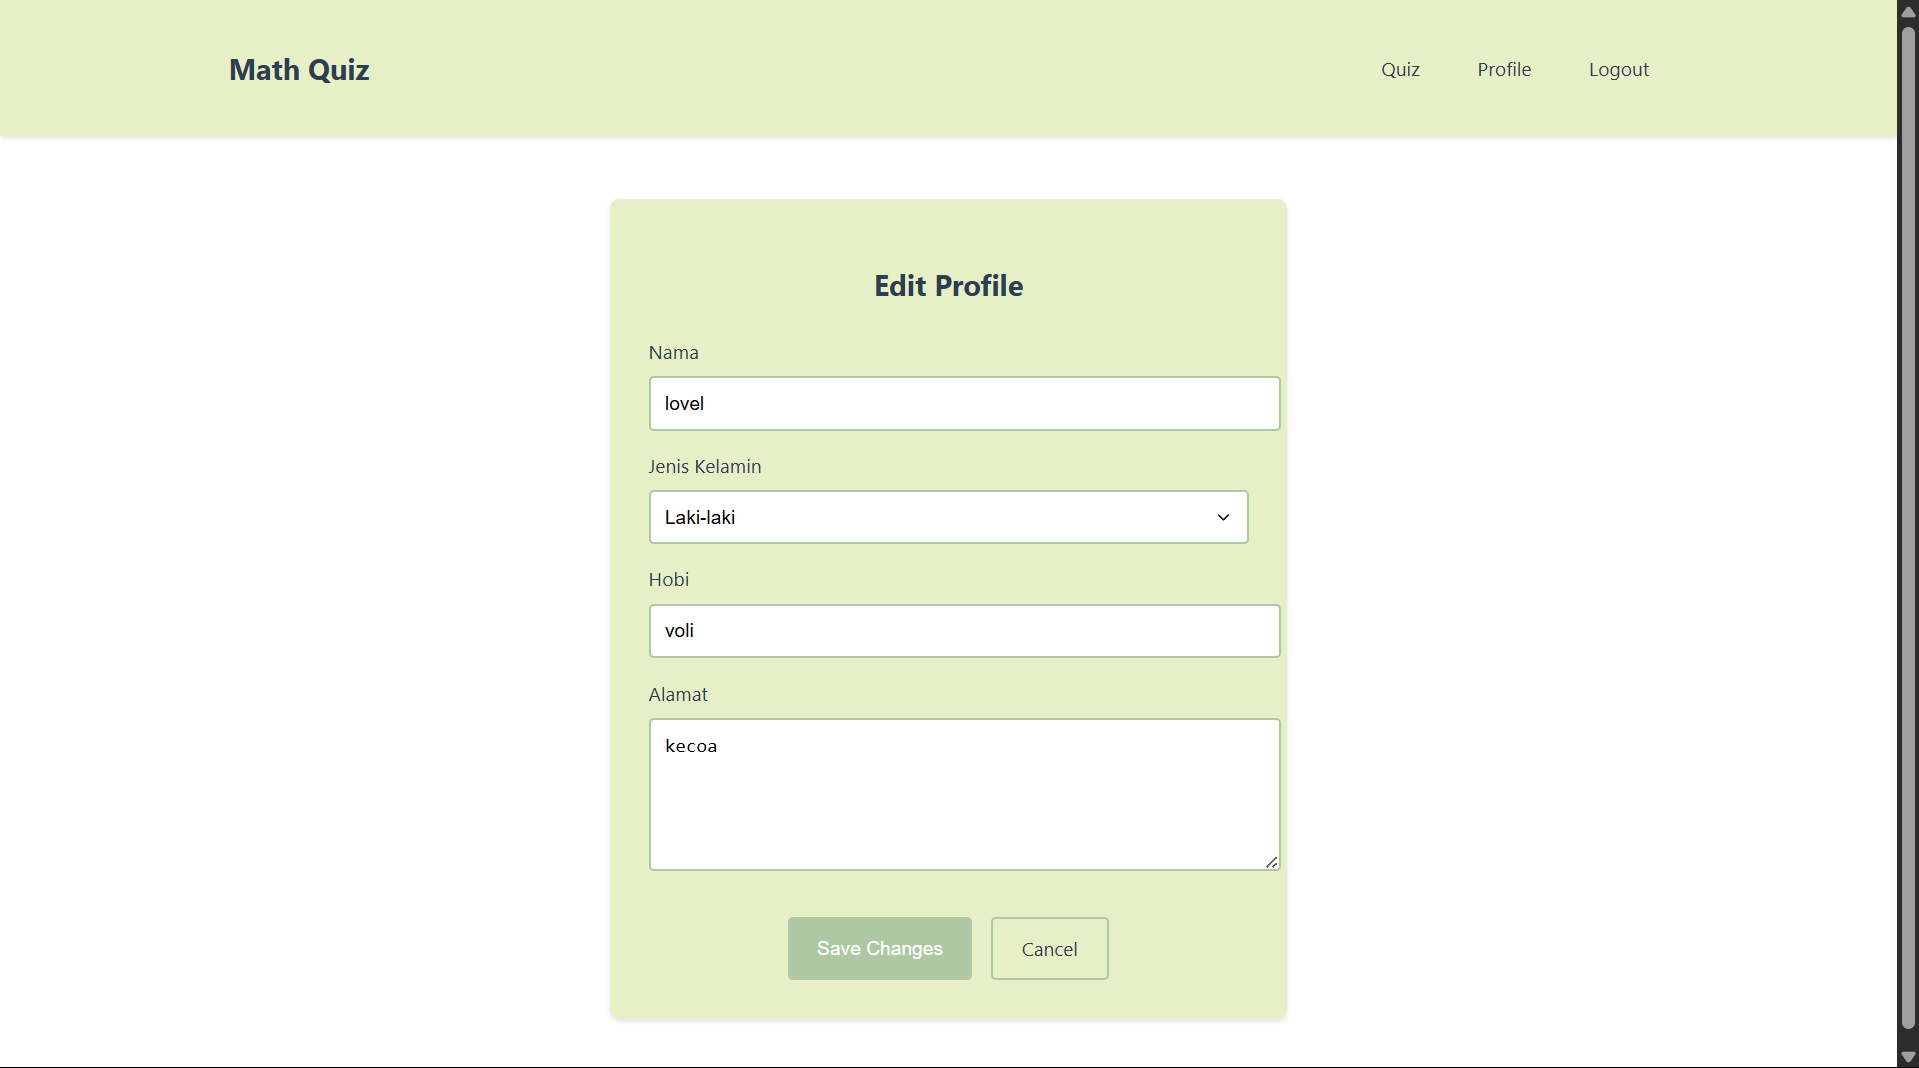 Math Quiz
Quiz
Profile
Logout
Edit Profile
Nama
lovel
Jenis Kelamin
Laki-laki
Hobi
voli
Alamat
kecoa
Save Changes
Cancel